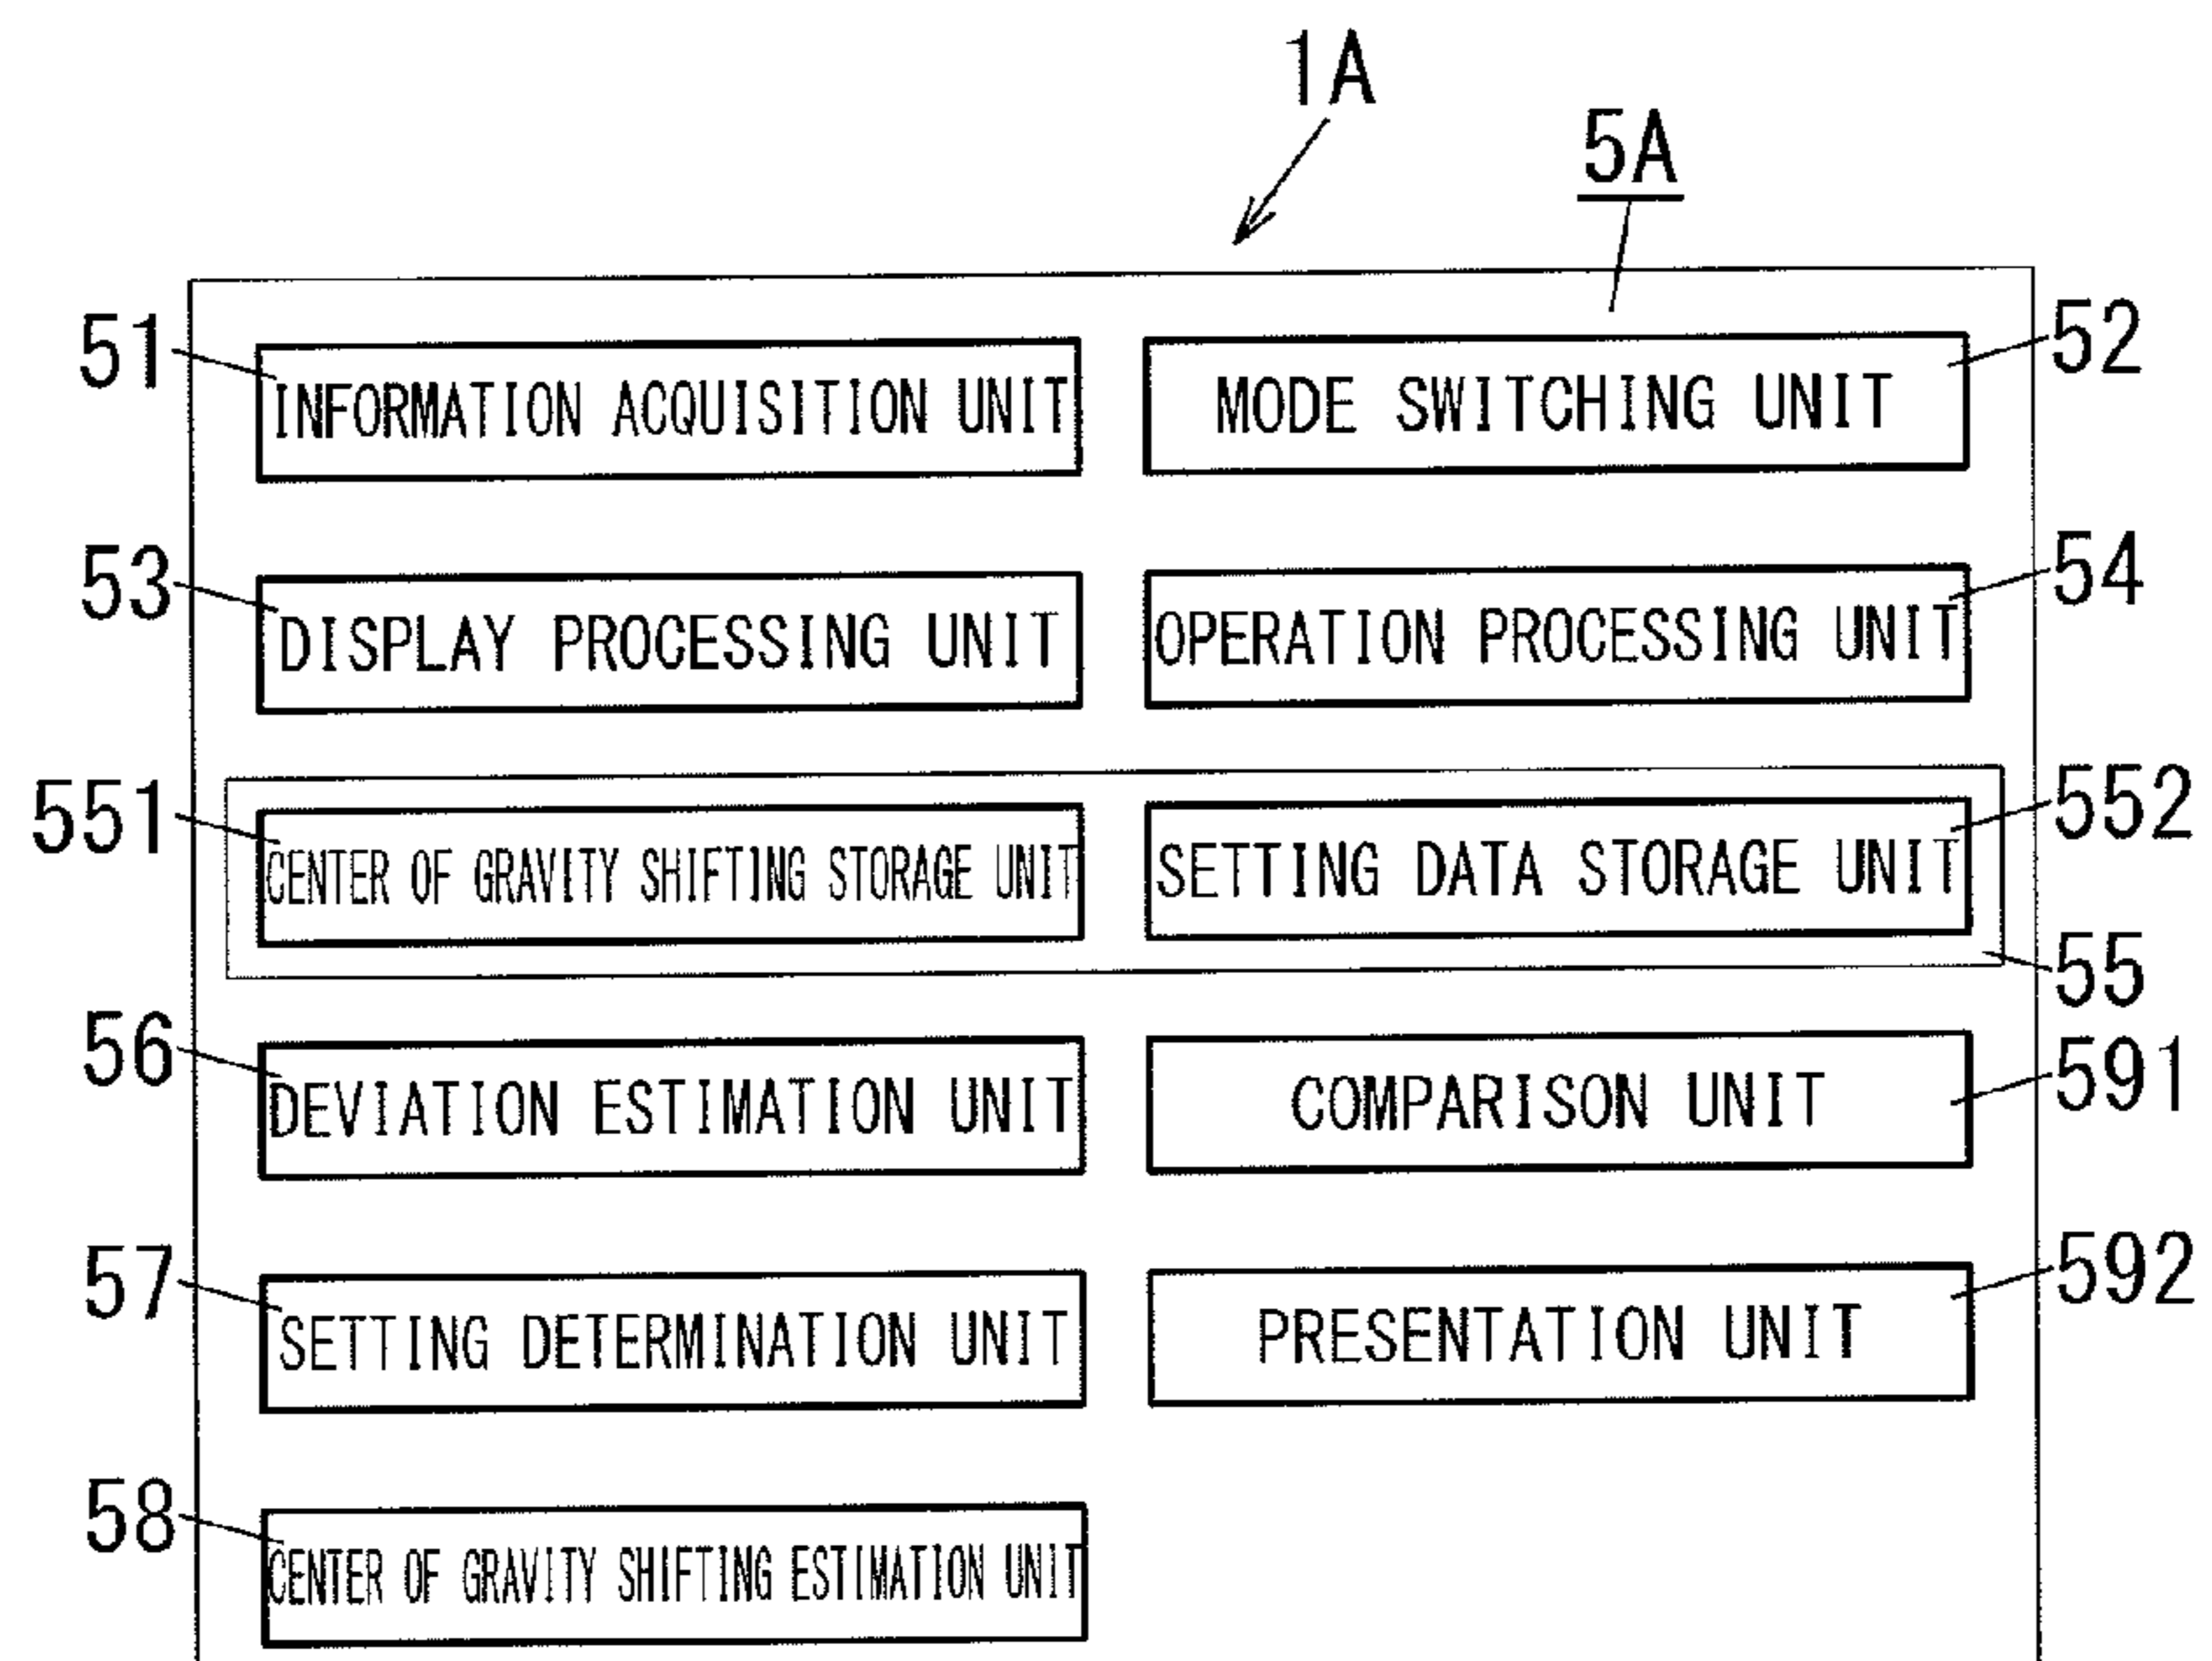 1A
5A
51 INFORMATION ACQUISITION UNIT MODE SWITCHING UNIT 52
53 DISPLAY PROCESSING UNIT OPERATION PROCESSING UNIT 54
551 CENTER OF GRAVITY SHIFTING STORAGE UNIT SETTING DATA STORAGE UNIT 552
55
56 DEVIATION ESTIMATION UNIT COMPARISON UNIT 591
57 SETTING DETERMINATION UNIT PRESENTATION UNIT 592
58 CENTER OF GRAVITY SHIFTING ESTIMATION UNIT